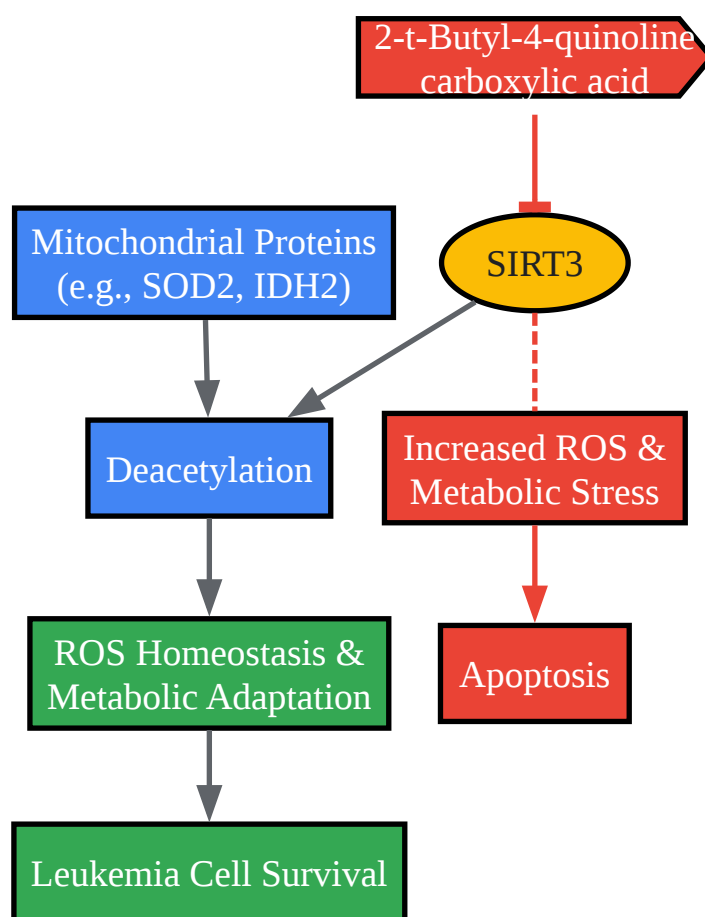 2-t-Butyl-4-quinoline
carboxylic acid
Mitochondrial Proteins
(e.g., SOD2, IDH2)
SIRT3
Deacetylation
Increased ROS &
Metabolic Stress
ROS Homeostasis &
Metabolic Adaptation
Apoptosis
Leukemia Cell Survival